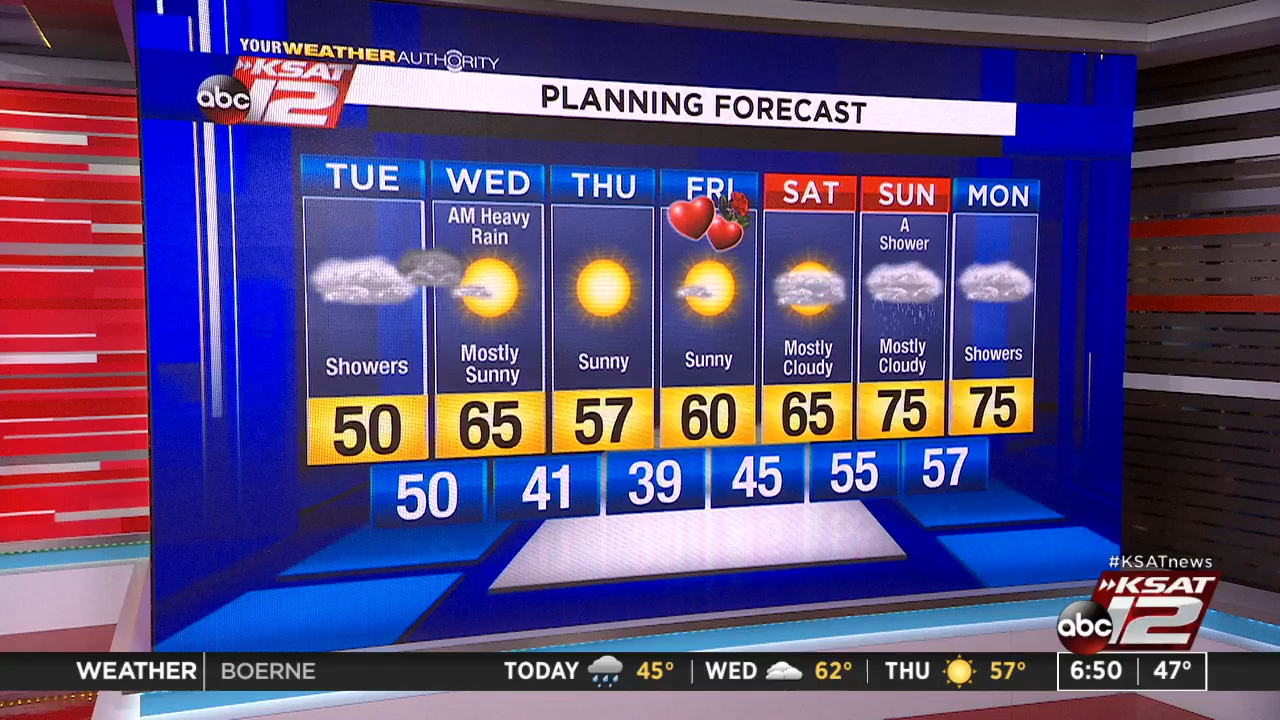 YOURWEATHERAUTHORITY
KSAT
abc 12
PLANNING FORECAST
TUE WED THU FRI SAT SUN MON
AM Heavy
Rain
A
Shower
Showers
Mostly
Sunny
Sunny
Sunny
Mostly
Cloudy
Mostly
Cloudy
Showers
50 65 57 60 65 75 75
50 41 39 45 55 57
#KSATnews
KSAT
abc 12
WEATHER BOERNE TODAY 45° WED 62° THU 57° 6:50 47°